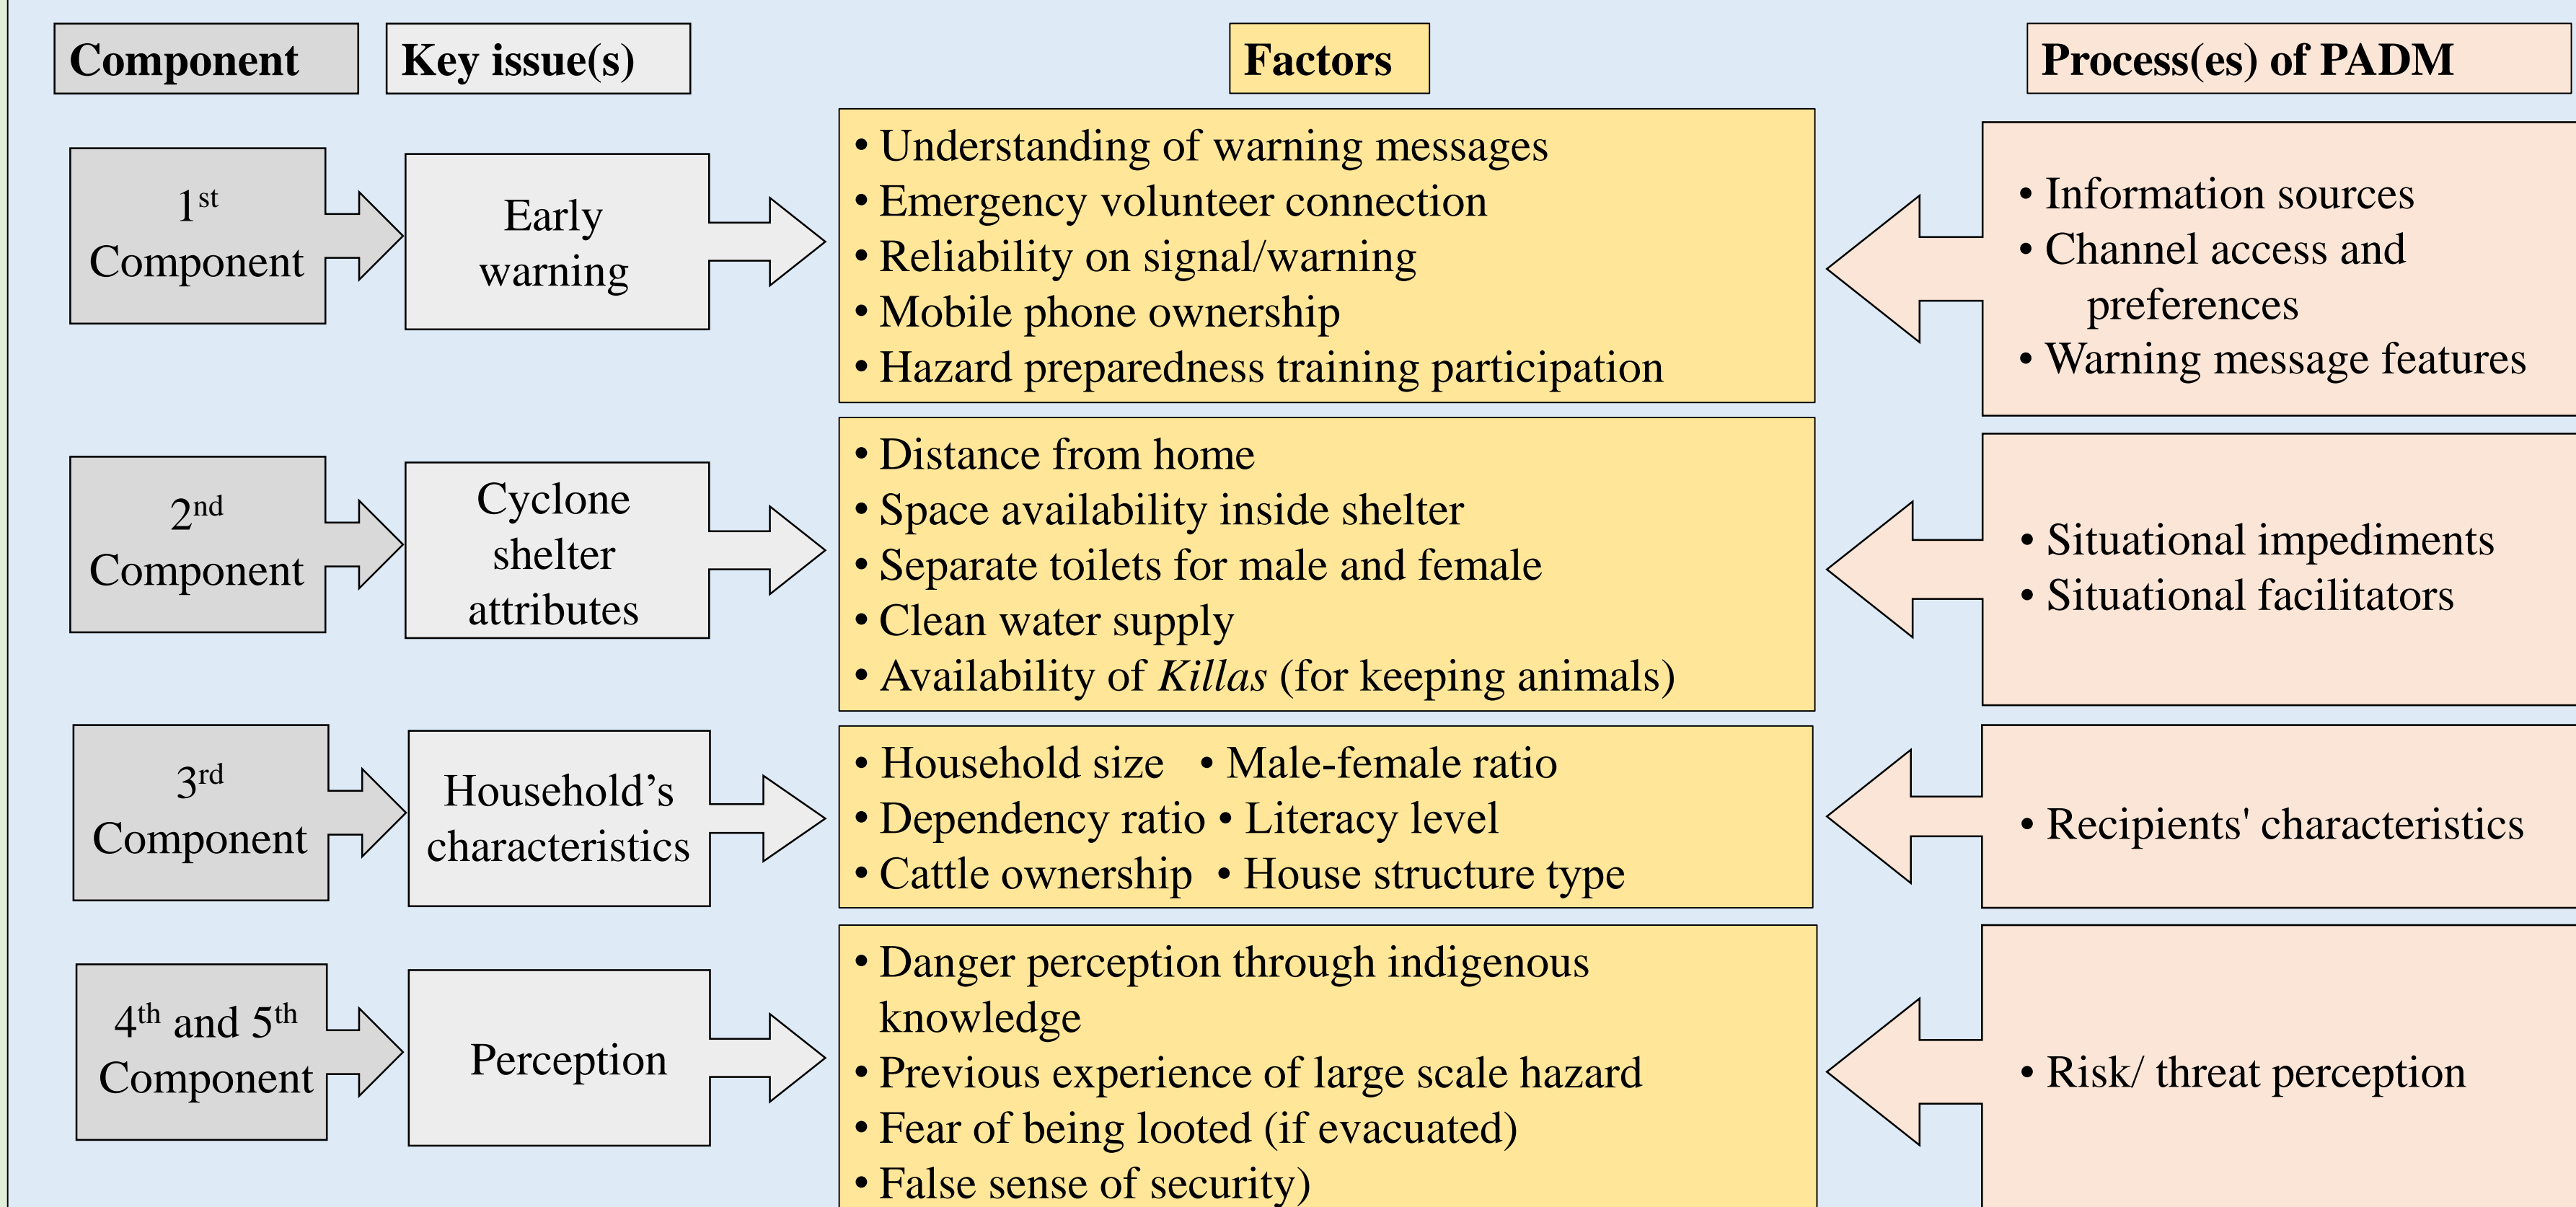 Component
Key issue(s)
Factors
Process(es) of PADM
1st
Component
Early
warning
• Understanding of warning messages
• Emergency volunteer connection
• Reliability on signal/warning
• Mobile phone ownership
• Hazard preparedness training participation
• Information sources
• Channel access and
preferences
• Warning message features
2nd
Component
Cyclone
shelter
attributes
• Distance from home
• Space availability inside shelter
• Separate toilets for male and female
• Clean water supply
• Availability of Killas (for keeping animals)
• Situational impediments
• Situational facilitators
3rd
Component
Household’s
characteristics
• Household size • Male-female ratio
• Dependency ratio • Literacy level
• Cattle ownership • House structure type
• Recipients' characteristics
4th and 5th
Component
Perception
• Danger perception through indigenous
knowledge
• Previous experience of large scale hazard
• Fear of being looted (if evacuated)
• False sense of security)
• Risk/ threat perception